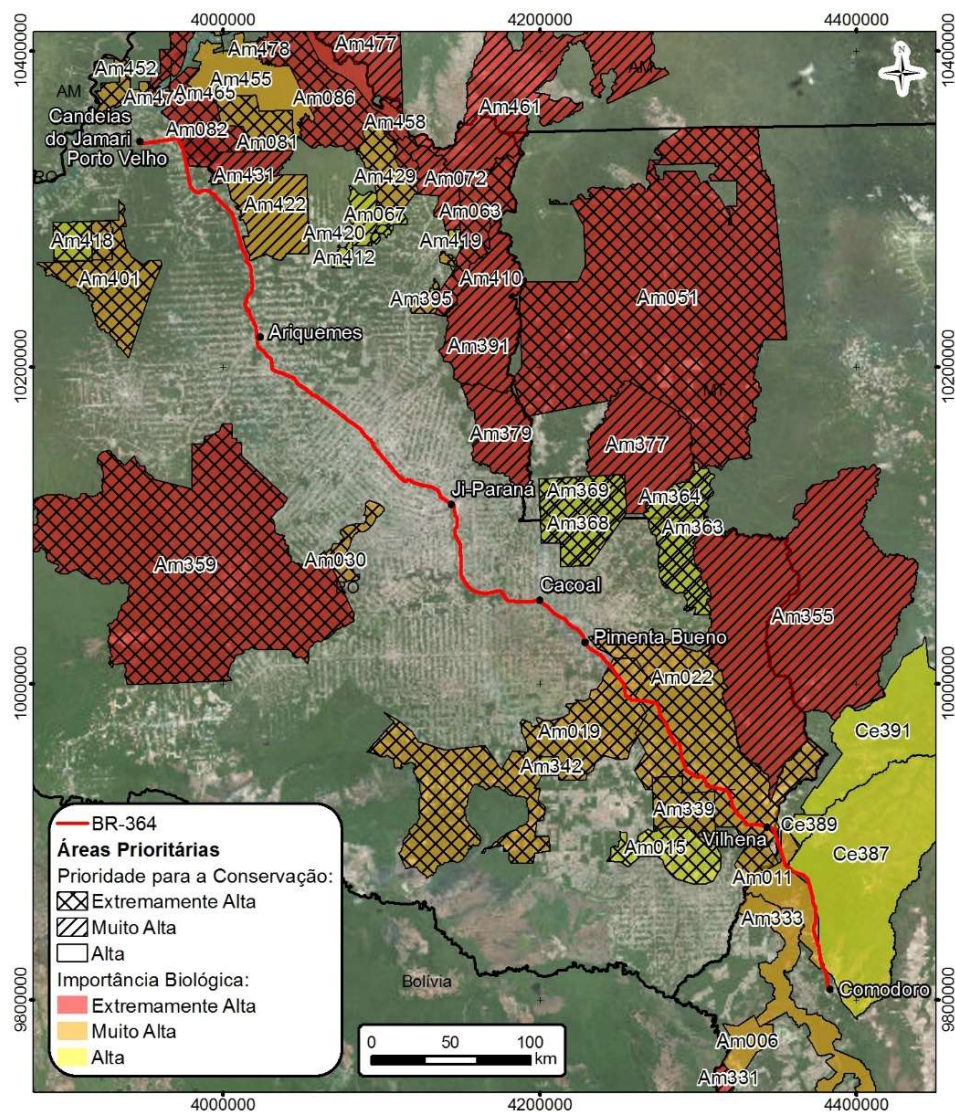 4000000
4200000
4400000
10400000
10400000
Am478
Am477
Am452
Am455
AM
AM
Am465
Am086
Am461
Candeias
do Jamari
Am458
Am082
Am081
Porto Velho
RO
Am431
Am429
Am072
Am422
Am067
Am063
Am418
Am420
Am419
Am412
Am401
Am410
Am395
Am051
Ariquemes
Am391
10200000
10200000
MT
Am379
Am377
Ji-Paraná
Am369
Am364
Am368
Am363
Am359
Am030
Cacoal
Am355
Pimenta Bueno
10000000
10000000
Am022
Am019
Ce391
Am342
Am339
Ce389
Vilhena
Ce387
Am015
Am011
Am333
Bolívia
Comodoro
9800000
9800000
Am006
Am331
BR-364
Áreas Prioritárias
Prioridade para a Conservação:
Extremamente Alta
Muito Alta
Alta
Importância Biológica:
Extremamente Alta
Muito Alta
Alta
0 50 100
km
N
4000000
4200000
4400000